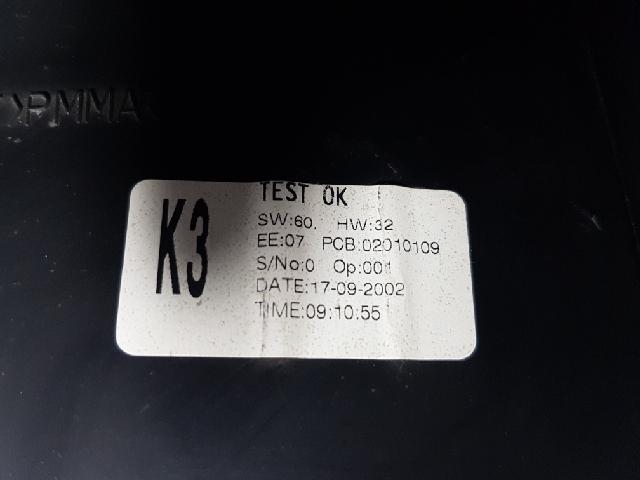 >PMMA<
K3
TEST OK
SW:60. HW:32
EE:07 PCB:02010109
S/No:0 Op:001
DATE:17-09-2002
TIME:09:10:55